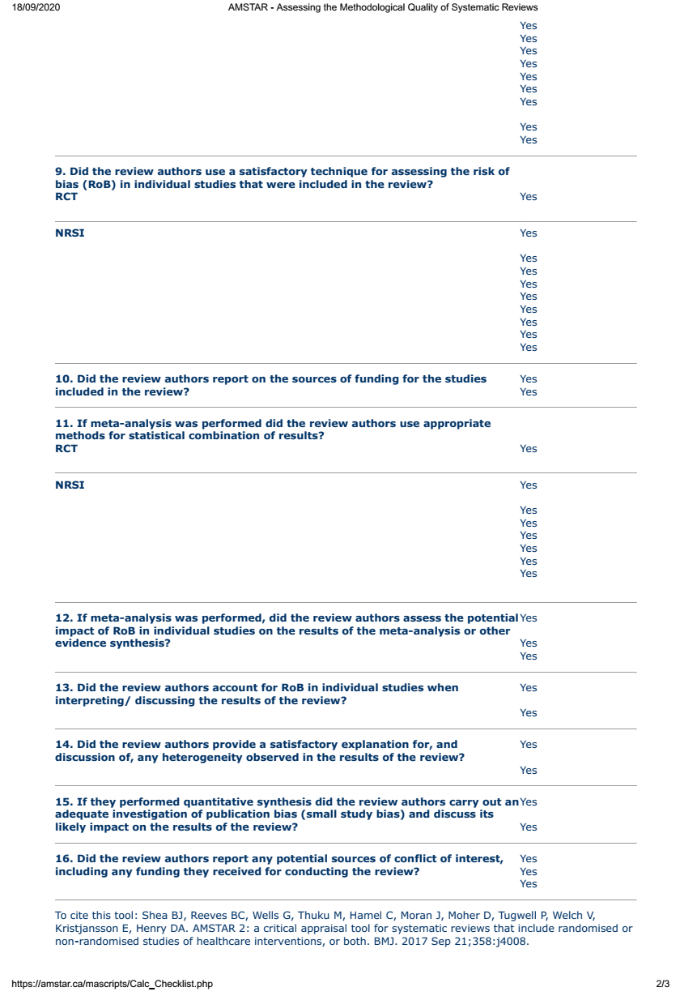 18/09/2020 AMSTAR - Assessing the Methodological Quality of Systematic Reviews
Yes
Yes
Yes
Yes
Yes
Yes
Yes
Yes
Yes
9. Did the review authors use a satisfactory technique for assessing the risk of
bias (RoB) in individual studies that were included in the review?
RCT Yes
NRSI Yes
Yes
Yes
Yes
Yes
Yes
Yes
Yes
Yes
10. Did the review authors report on the sources of funding for the studies Yes
included in the review? Yes
11. If meta-analysis was performed did the review authors use appropriate
methods for statistical combination of results?
RCT Yes
NRSI Yes
Yes
Yes
Yes
Yes
Yes
Yes
12. If meta-analysis was performed, did the review authors assess the potential Yes
impact of RoB in individual studies on the results of the meta-analysis or other
evidence synthesis? Yes
Yes
13. Did the review authors account for RoB in individual studies when Yes
interpreting/ discussing the results of the review?
Yes
14. Did the review authors provide a satisfactory explanation for, and Yes
discussion of, any heterogeneity observed in the results of the review?
Yes
15. If they performed quantitative synthesis did the review authors carry out an Yes
adequate investigation of publication bias (small study bias) and discuss its
likely impact on the results of the review? Yes
16. Did the review authors report any potential sources of conflict of interest, Yes
including any funding they received for conducting the review? Yes
Yes
To cite this tool: Shea BJ, Reeves BC, Wells G, Thuku M, Hamel C, Moran J, Moher D, Tugwell P, Welch V,
Kristjansson E, Henry DA. AMSTAR 2: a critical appraisal tool for systematic reviews that include randomised or
non-randomised studies of healthcare interventions, or both. BMJ. 2017 Sep 21;358:j4008.
https://amstar.ca/mascripts/Calc_Checklist.php 2/3